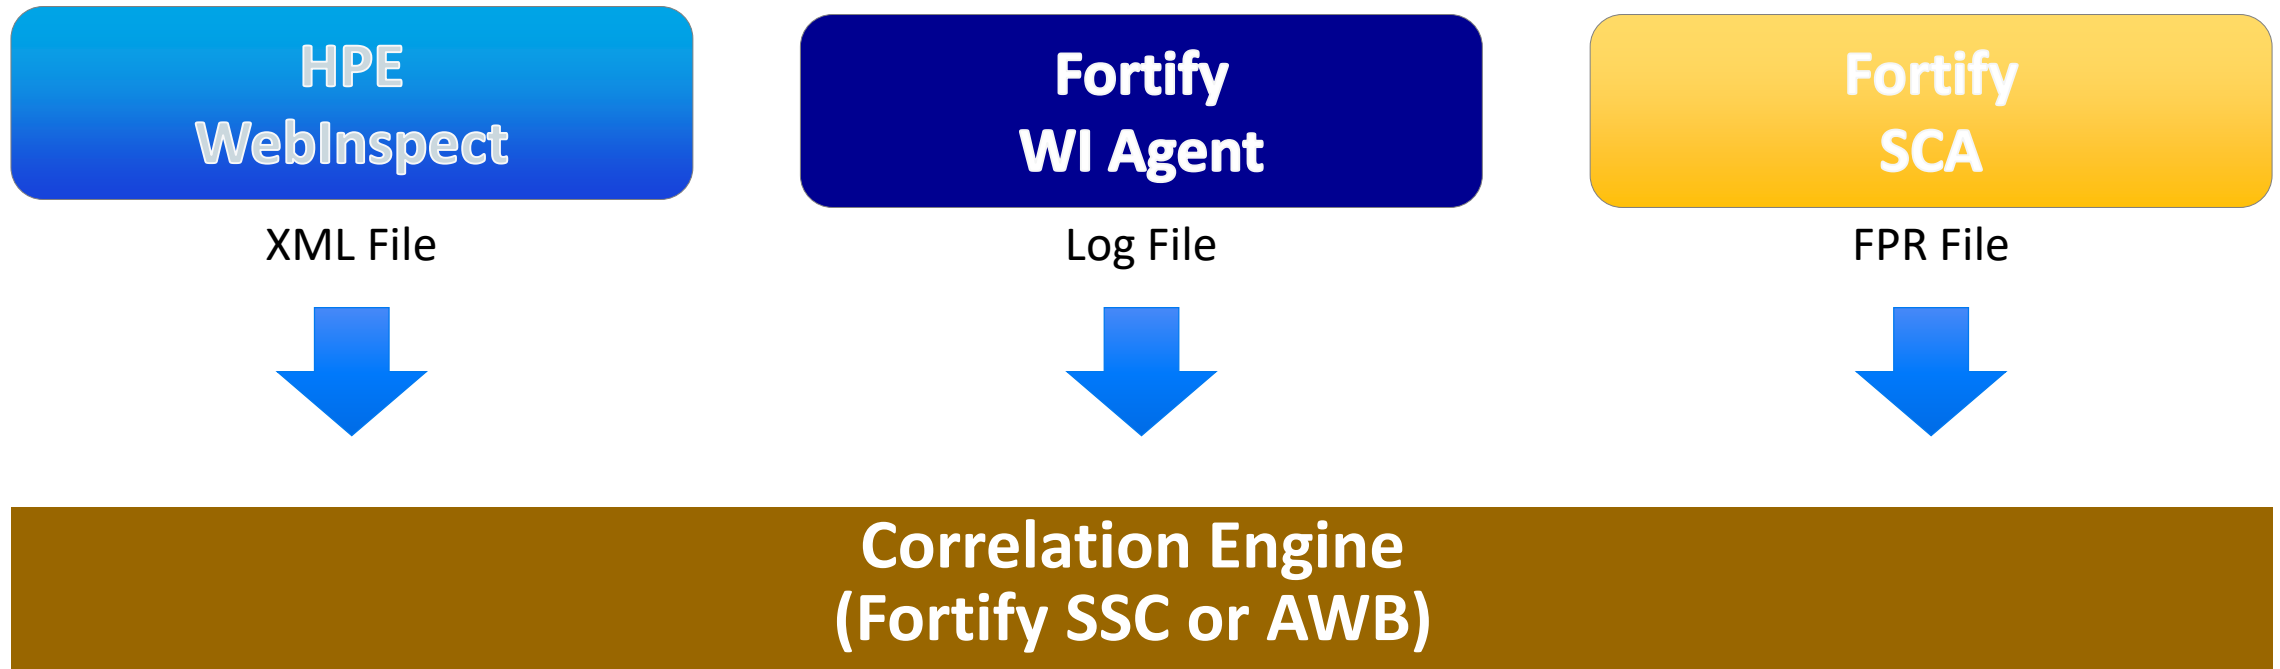 HPE
WebInspect
Fortify
WI Agent
Fortify
SCA
XML File
Log File
FPR File
Correlation Engine
(Fortify SSC or AWB)